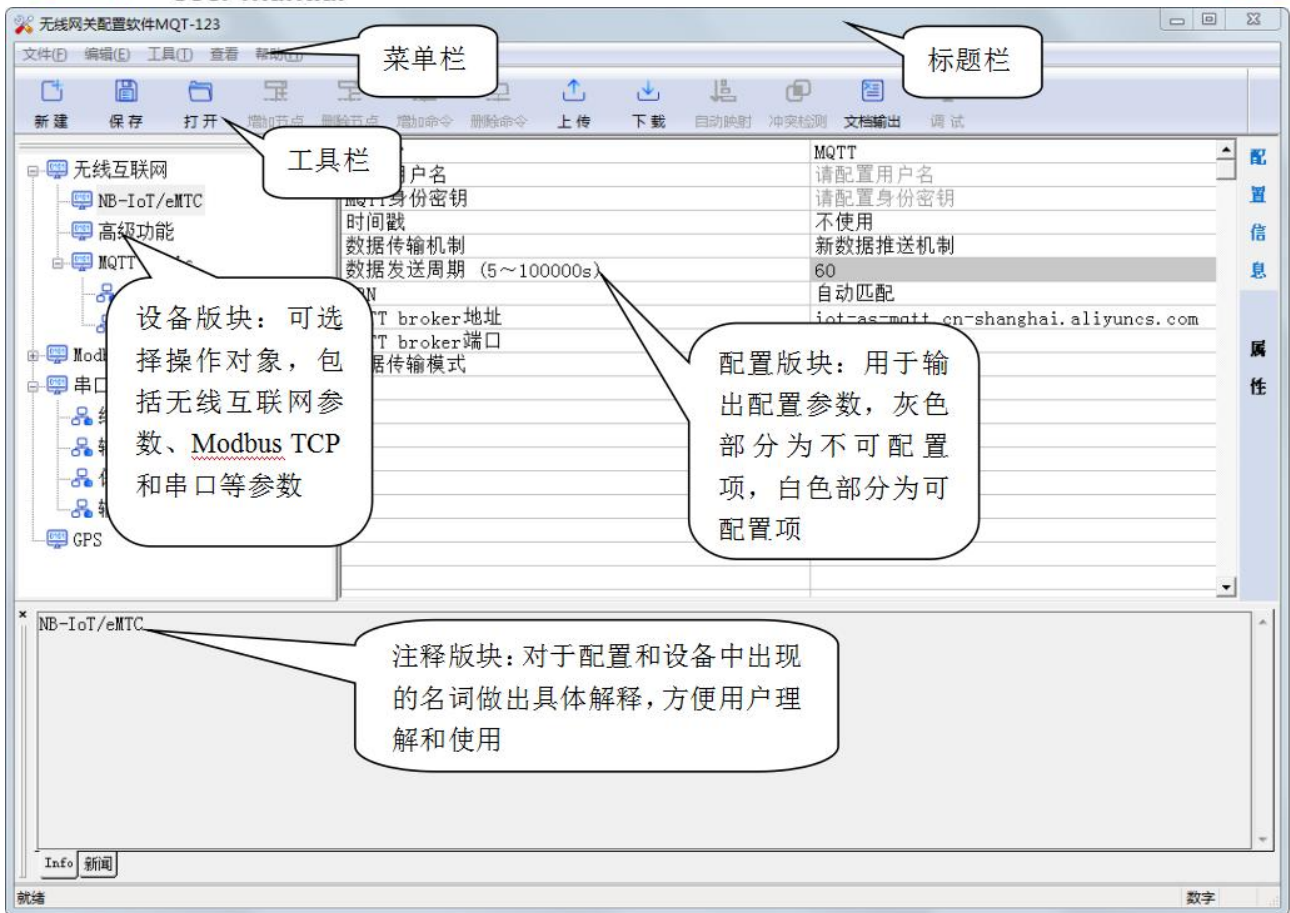 无线网关配置软件MQT-123
文件(F) 编辑(E) 工具(T) 查看 帮助
菜单栏
标题栏
新建 保存 打开 增加节点 删除节点 增加命令 删除命令 上传 下载 自动映射 冲突检测 文档输出 调试
工具栏
无线互联网
NB-IoT/eMTC
高级功能
MQTT
串口
GPS
设备版块：可选
择操作对象，包
括无线互联网参
数、Modbus TCP
和串口等参数
MQTT
户名 请配置用户名
MQTT身份密钥 请配置身份密钥
时间戳 不使用
数据传输机制 新数据推送机制
数据发送周期 (5～100000s) 60
自动匹配
broker地址 iot-as-mqtt.cn-shanghai.aliyuncs.com
broker端口
传输模式
配置版块：用于输
出配置参数，灰色
部分为不可配置
项，白色部分为可
配置项
配置信息
属性
NB-IoT/eMTC
注释版块：对于配置和设备中出现
的名词做出具体解释，方便用户理
解和使用
Info 新闻
就绪 数字